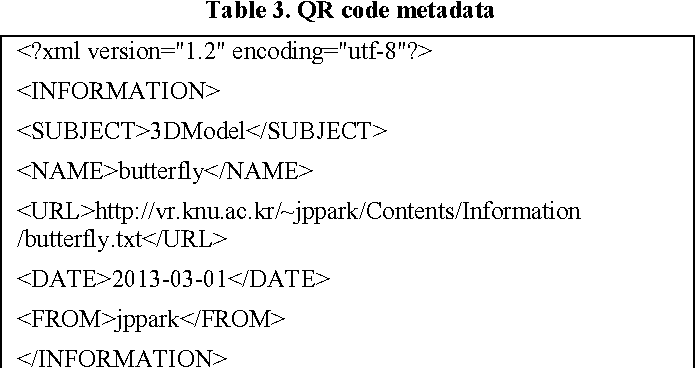 Table 3. QR code metadata
<?xml version="1.2" encoding="utf-8"?>
<INFORMATION>
<SUBJECT>3DModel</SUBJECT>
<NAME>butterfly</NAME>
<URL>http://vr.knu.ac.kr/~jppark/Contents/Information
/butterfly.txt</URL>
<DATE>2013-03-01</DATE>
<FROM>jppark</FROM>
</INFORMATION>